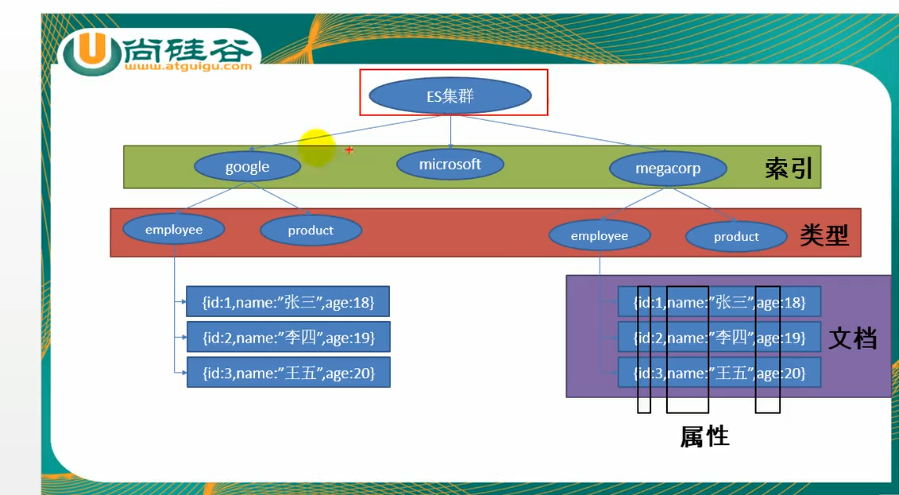 U尚硅谷
www.atguigu.com
ES集群
google
microsoft
megacorp
索引
employee
product
employee
product
类型
{id:1,name:”张三”,age:18}
{id:2,name:”李四”,age:19}
{id:3,name:”王五”,age:20}
{id:1,name:”张三”,age:18}
{id:2,name:”李四”,age:19}
{id:3,name:”王五”,age:20}
文档
属性